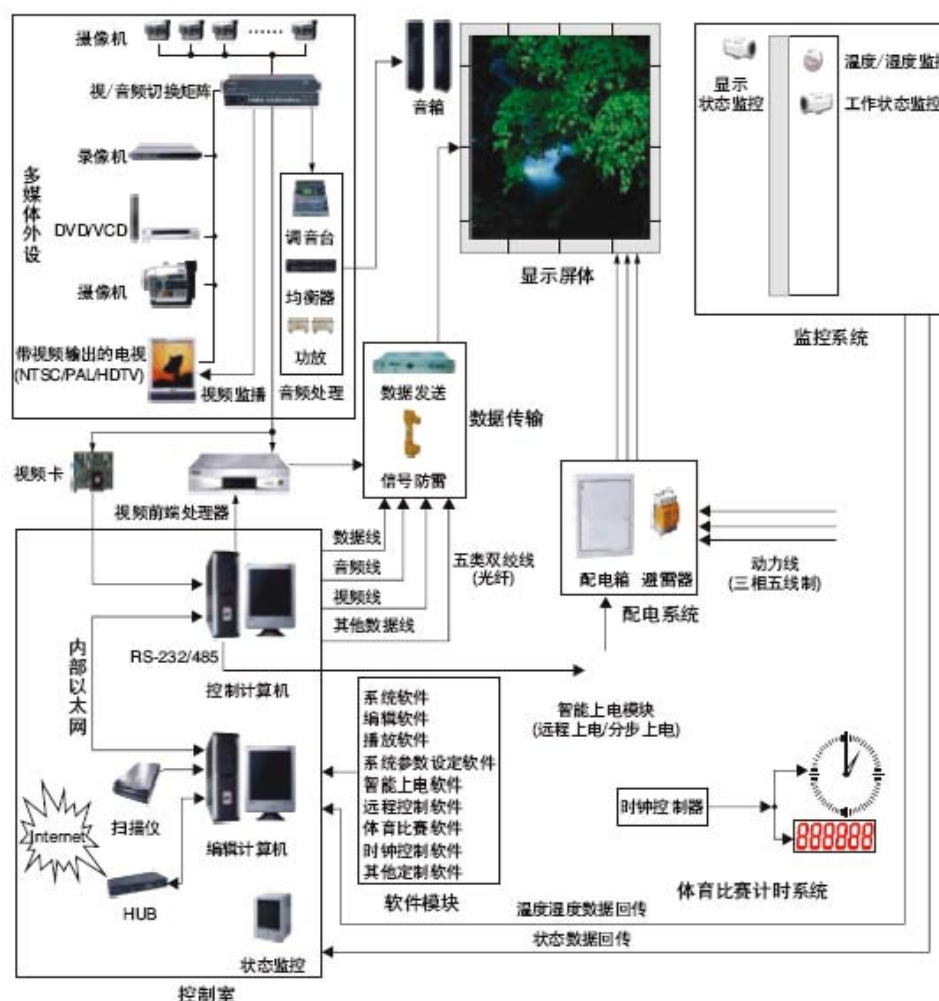 摄像机
视/音频切换矩阵
录像机
DVD/VCD
摄像机
带视频输出的电视
(NTSC/PAL/HDTV)
多媒体外设
视频监播
调音台
均衡器
功放
音频处理
音箱
显示屏体
显示
状态监控
温度/湿度监控
工作状态监控
监控系统
视频卡
视频前端处理器
数据发送
信号防雷
数据传输
数据线
音频线
视频线
其他数据线
五类双绞线
(光纤)
配电箱
避雷器
配电系统
动力线
(三相五线制)
RS-232/485
控制计算机
内部以太网
智能上电模块
(远程上电/分步上电)
系统软件
编辑软件
播放软件
系统参数设定软件
智能上电软件
远程控制软件
体育比赛软件
时钟控制软件
其他定制软件
软件模块
扫描仪
Internet
HUB
编辑计算机
状态监控
控制室
时钟控制器
888888
体育比赛计时系统
温度湿度数据回传
状态数据回传